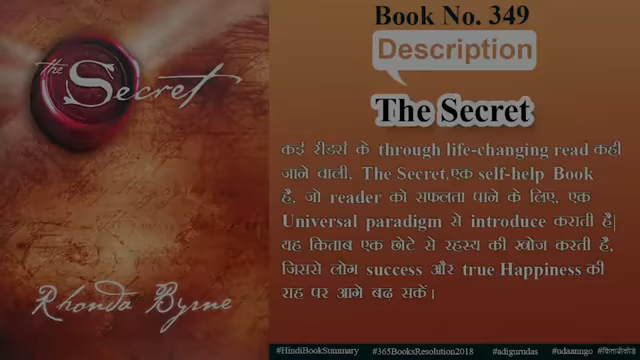 the Secret
Rhonda Byrne
Book No. 349
Description
The Secret
कई रीडर्स के through life-changing read कही
जाने वाली, The Secret,एक self-help Book
है, जो reader को सफलता पाने के लिए, एक
Universal paradigm से introduce कराती है|
यह किताब एक छोटे से रहस्य की खोज करती है,
जिससे लोग success और true Happiness की
राह पर आगे बढ सकें।
#HindiBookSummary #365BooksResolution2018 #adigurudas #udaanngo #किताबीकीड़े